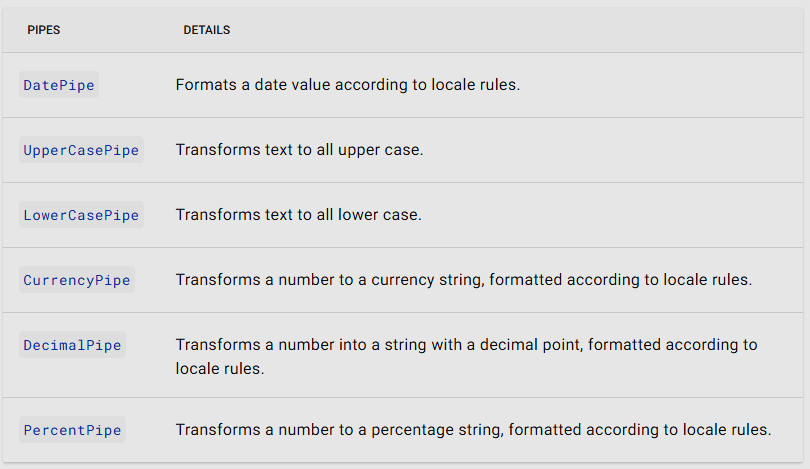 PIPES DETAILS
DatePipe Formats a date value according to locale rules.
UpperCasePipe Transforms text to all upper case.
LowerCasePipe Transforms text to all lower case.
CurrencyPipe Transforms a number to a currency string, formatted according to locale rules.
DecimalPipe Transforms a number into a string with a decimal point, formatted according to
locale rules.
PercentPipe Transforms a number to a percentage string, formatted according to locale rules.